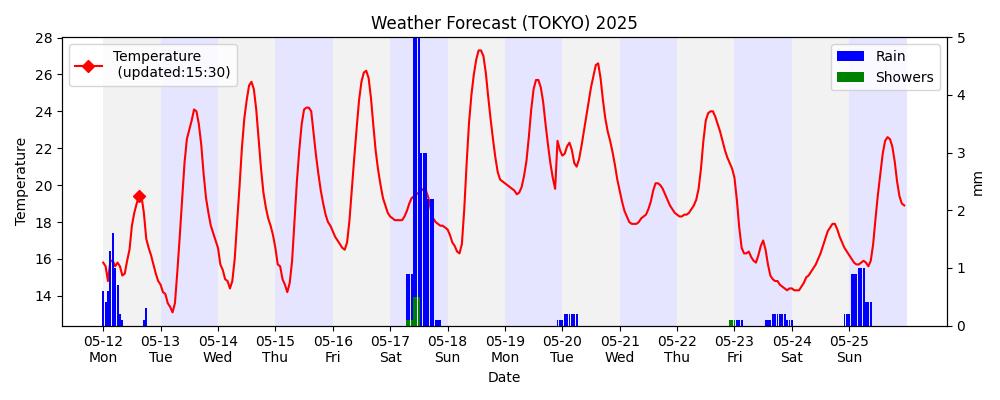 Weather Forecast (TOKYO) 2025
Temperature
(updated:15:30)
Rain
Showers
28
26
24
22
20
18
16
14
Temperature
5
4
3
2
1
0
mm
05-12 05-13 05-14 05-15 05-16 05-17 05-18 05-19 05-20 05-21 05-22 05-23 05-24 05-25
Mon Tue Wed Thu Fri Sat Sun Mon Tue Wed Thu Fri Sat Sun
Date